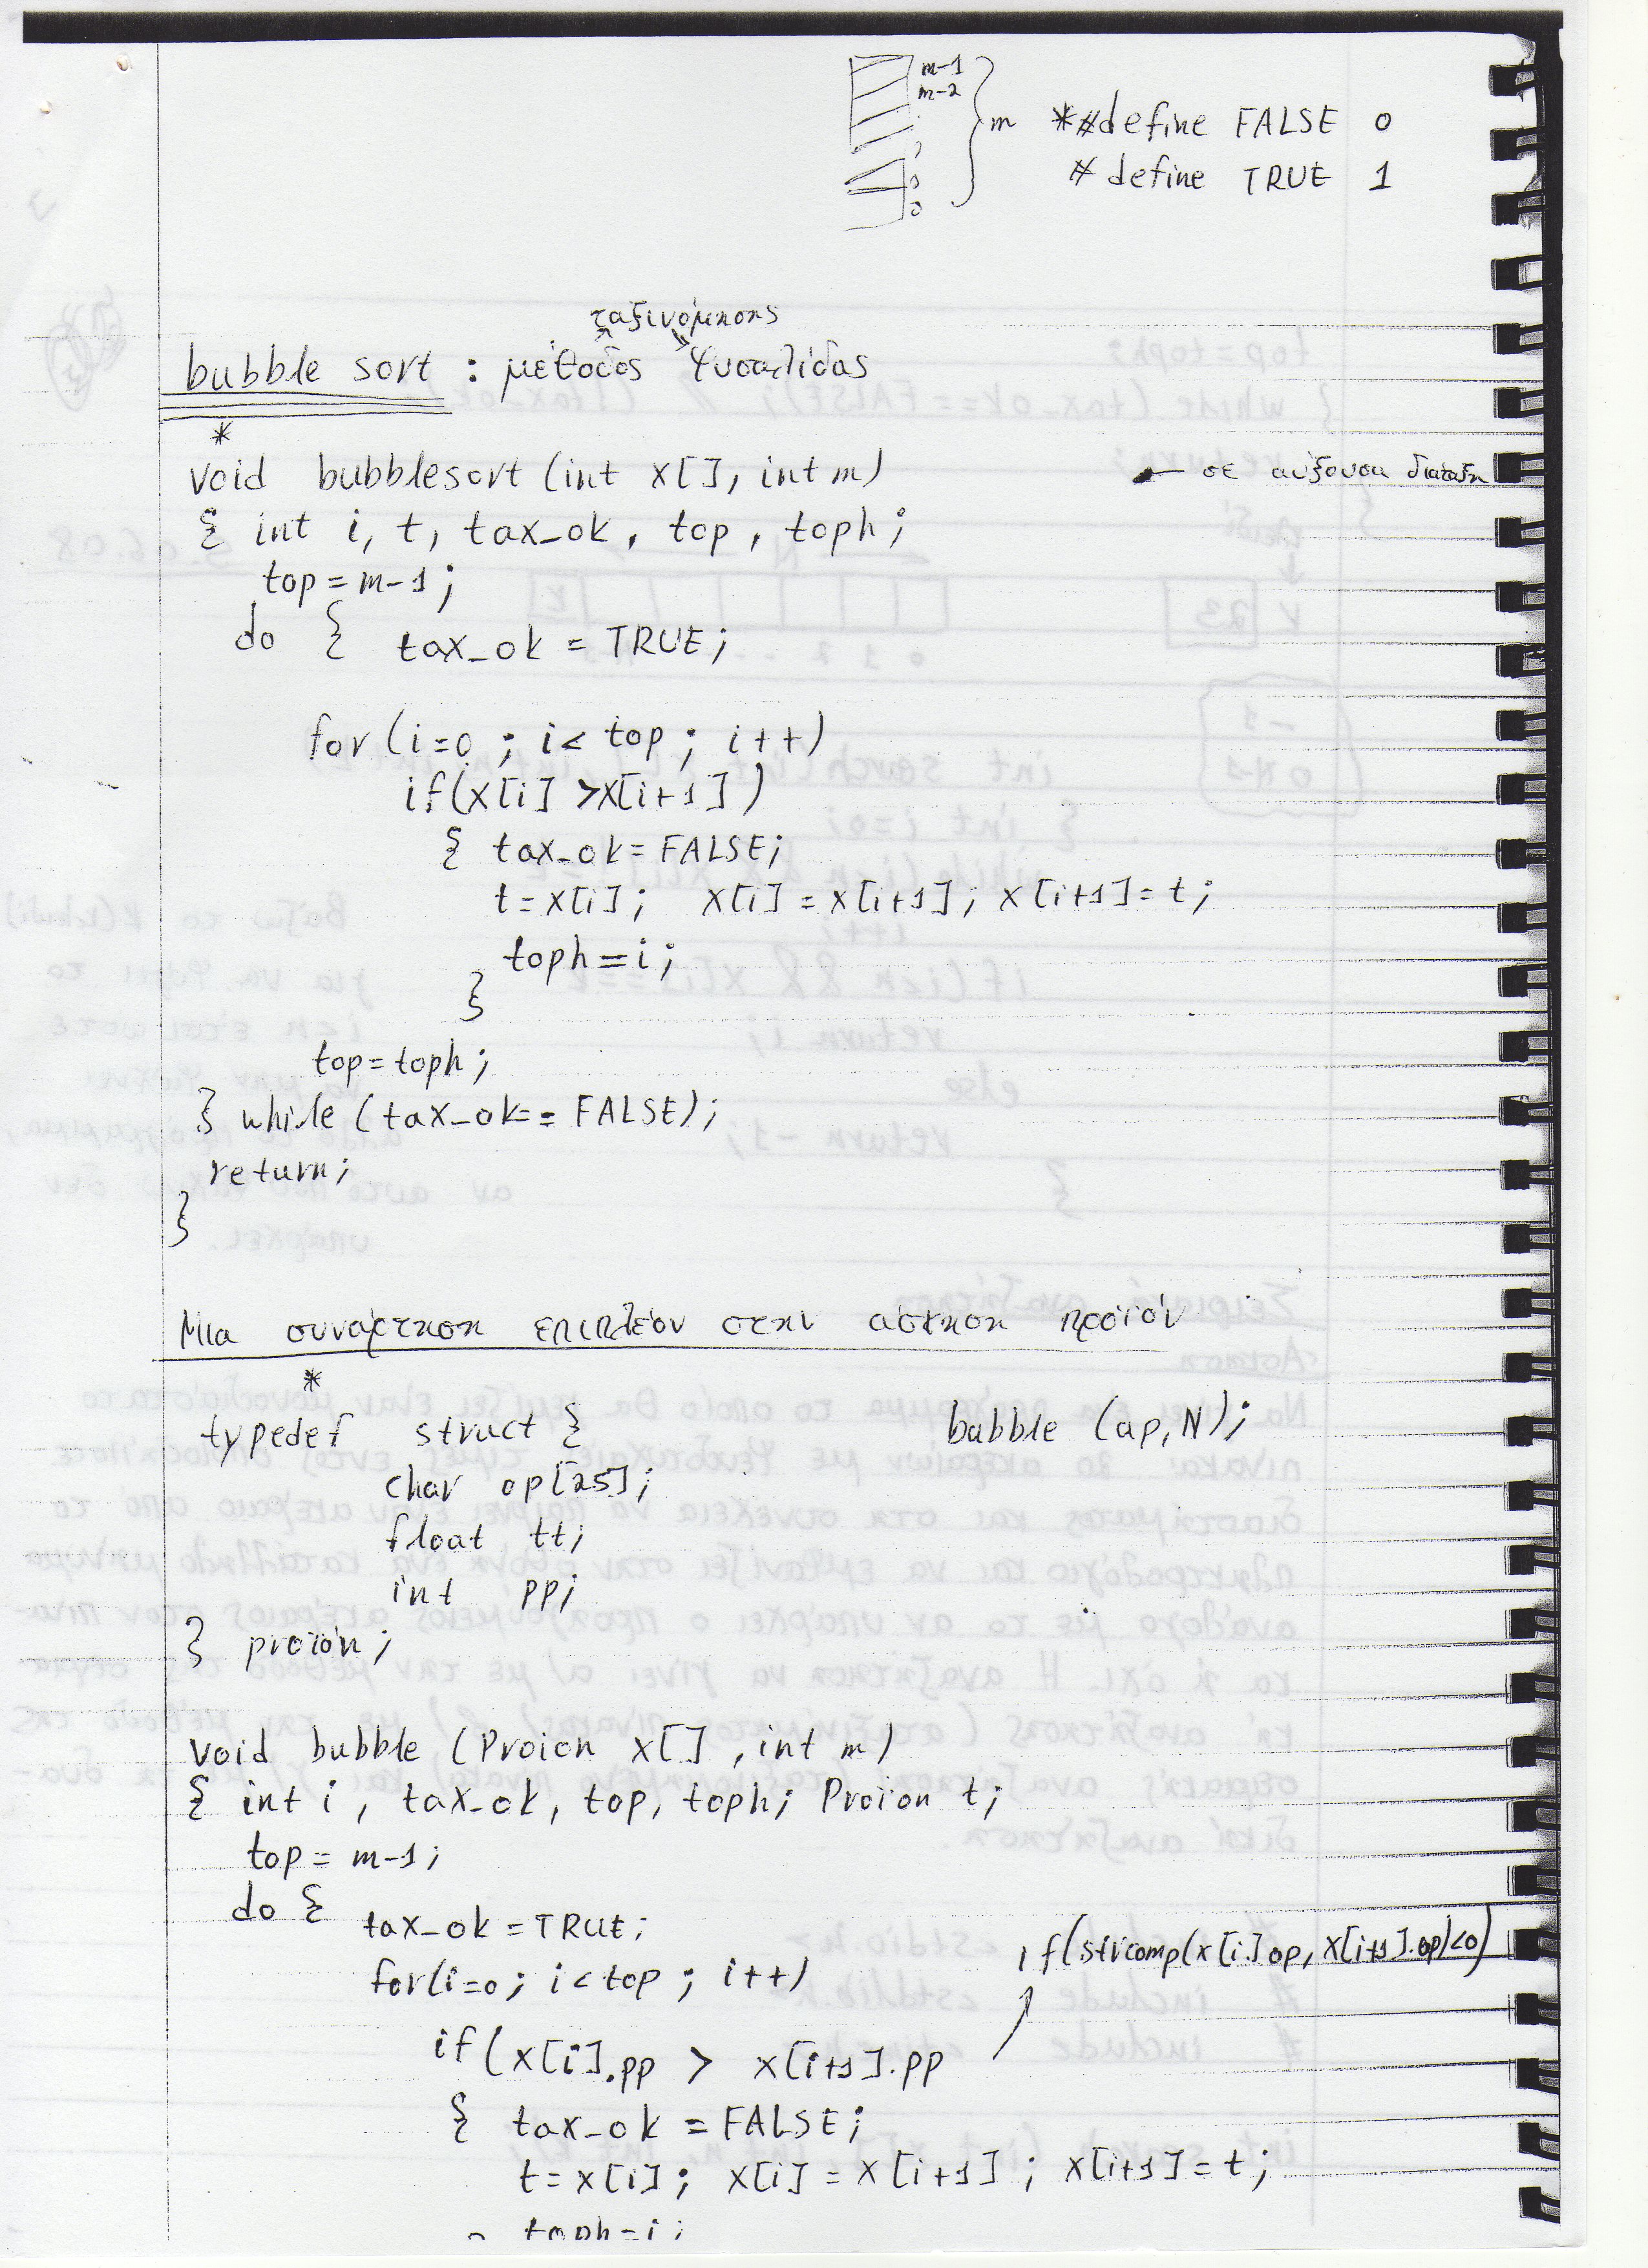 m-1
m-2
m
0
*#define FALSE 0
# define TRUE 1
ταξινόμησης
bubble sort : μέθοδος Φυσαλίδας
*
void bubblesort (int x[], int m)
← σε αύξουσα διάταξη
{ int i, t, tax_ok, top, toph;
top = m-1;
do { tax_ok = TRUE;
for (i=0 ; i< top ; i++)
if(x[i] >x[i+1])
{ tax_ok= FALSE;
t= x[i]; x[i] = x[i+1]; x[i+1]= t;
toph=i;
}
top= toph;
} while (tax_ok== FALSE);
return;
}
Μια συνάρτηση επιπλέον στην άσκηση προϊόν
*
typedef struct {
bubble (ap,N);
char op[25];
float tt;
int pp;
} proion;
void bubble (Proion x[] , int m)
{ int i, tax_ok, top, toph; Proion t;
top = m-1;
do {
tax_ok = TRUE;
if(strcomp(x[i.]op, x[i+1].op)<0)
for(i=0; i< top ; i++)
if (x[i].pp > x[i+1].pp
{ tax_ok = FALSE;
t= x[i]; x[i] = x[i+1] ; x[i+1] = t;
toph=i;